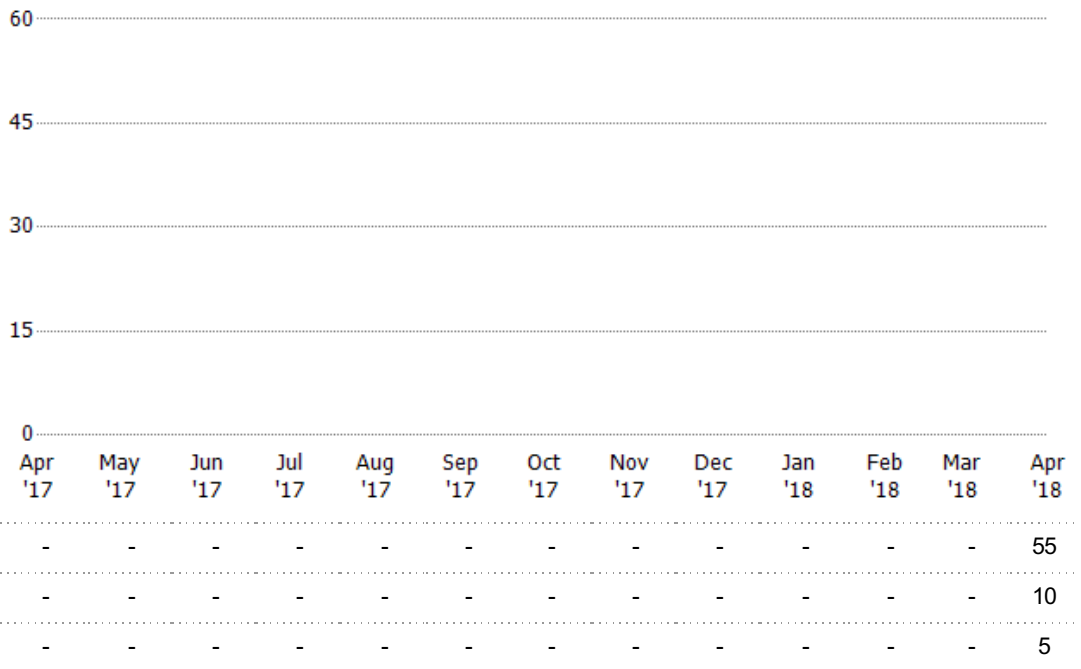 60
45
30
15
0
Apr May Jun Jul Aug Sep Oct Nov Dec Jan Feb Mar Apr
'17 '17 '17 '17 '17 '17 '17 '17 '17 '18 '18 '18 '18
- - - - - - - - - - - - 55
- - - - - - - - - - - - 10
- - - - - - - - - - - - 5